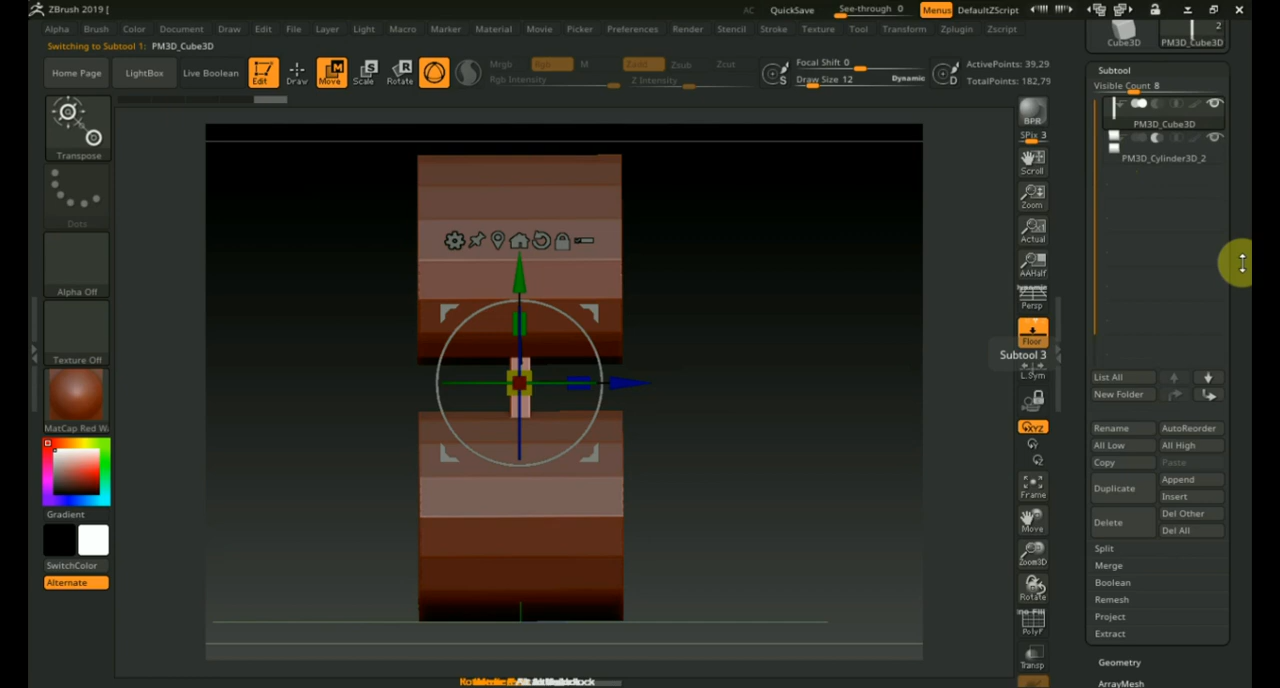 ZBrush 2019 [
AC QuickSave See-through 0 Menus DefaultZScript
Alpha Brush Color Document Draw Edit File Layer Light Macro Marker Material Movie Picker Preferences Render Stencil Stroke Texture Tool Transform Zplugin Zscript
Switching to Subtool 1: PM3D_Cube3D
Home Page LightBox Live Boolean Edit Draw Move Scale Rotate
Mrgb Rgb M Zadd Zsub Zcut
Rgb Intensity Z Intensity
Focal Shift 0
Draw Size 12 Dynamic
ActivePoints: 39,29
TotalPoints: 182,79
S
D
Transpose
Dots
Alpha Off
Texture Off
MatCap Red W
Gradient
SwitchColor
Alternate
BPR
SPix 3
Scroll
Zoom
Actual
AAHalf
Persp
Floor
Subtool 3
L.Sym
XYZ
Frame
Move
Zoom3D
Rotate
PolyF
Transp
Cube3D
2
PM3D_Cube3D
Subtool
Visible Count 8
PM3D_Cube3D
PM3D_Cylinder3D_2
List All
New Folder
Rename AutoReorder
All Low All High
Copy Paste
Duplicate Append
Insert
Delete Del Other
Del All
Split
Merge
Boolean
Remesh
Project
Extract
Geometry
ArrayMesh